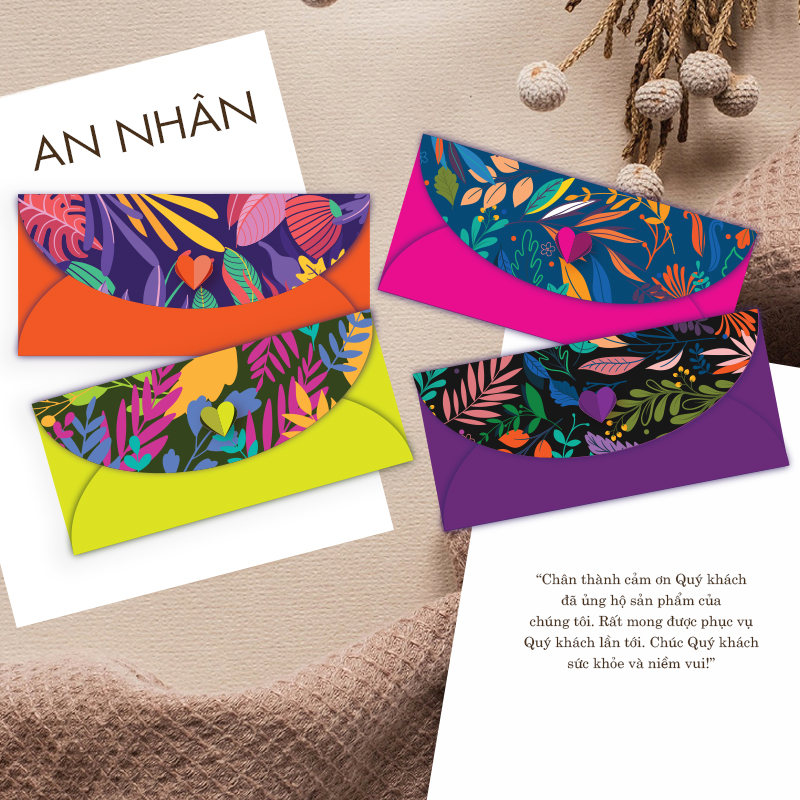 AN NHÂN
“Chân thành cảm ơn Quý khách
đã ủng hộ sản phẩm của
chúng tôi. Rất mong được phục vụ
Quý khách lần tới. Chúc Quý khách
sức khỏe và niềm vui!”